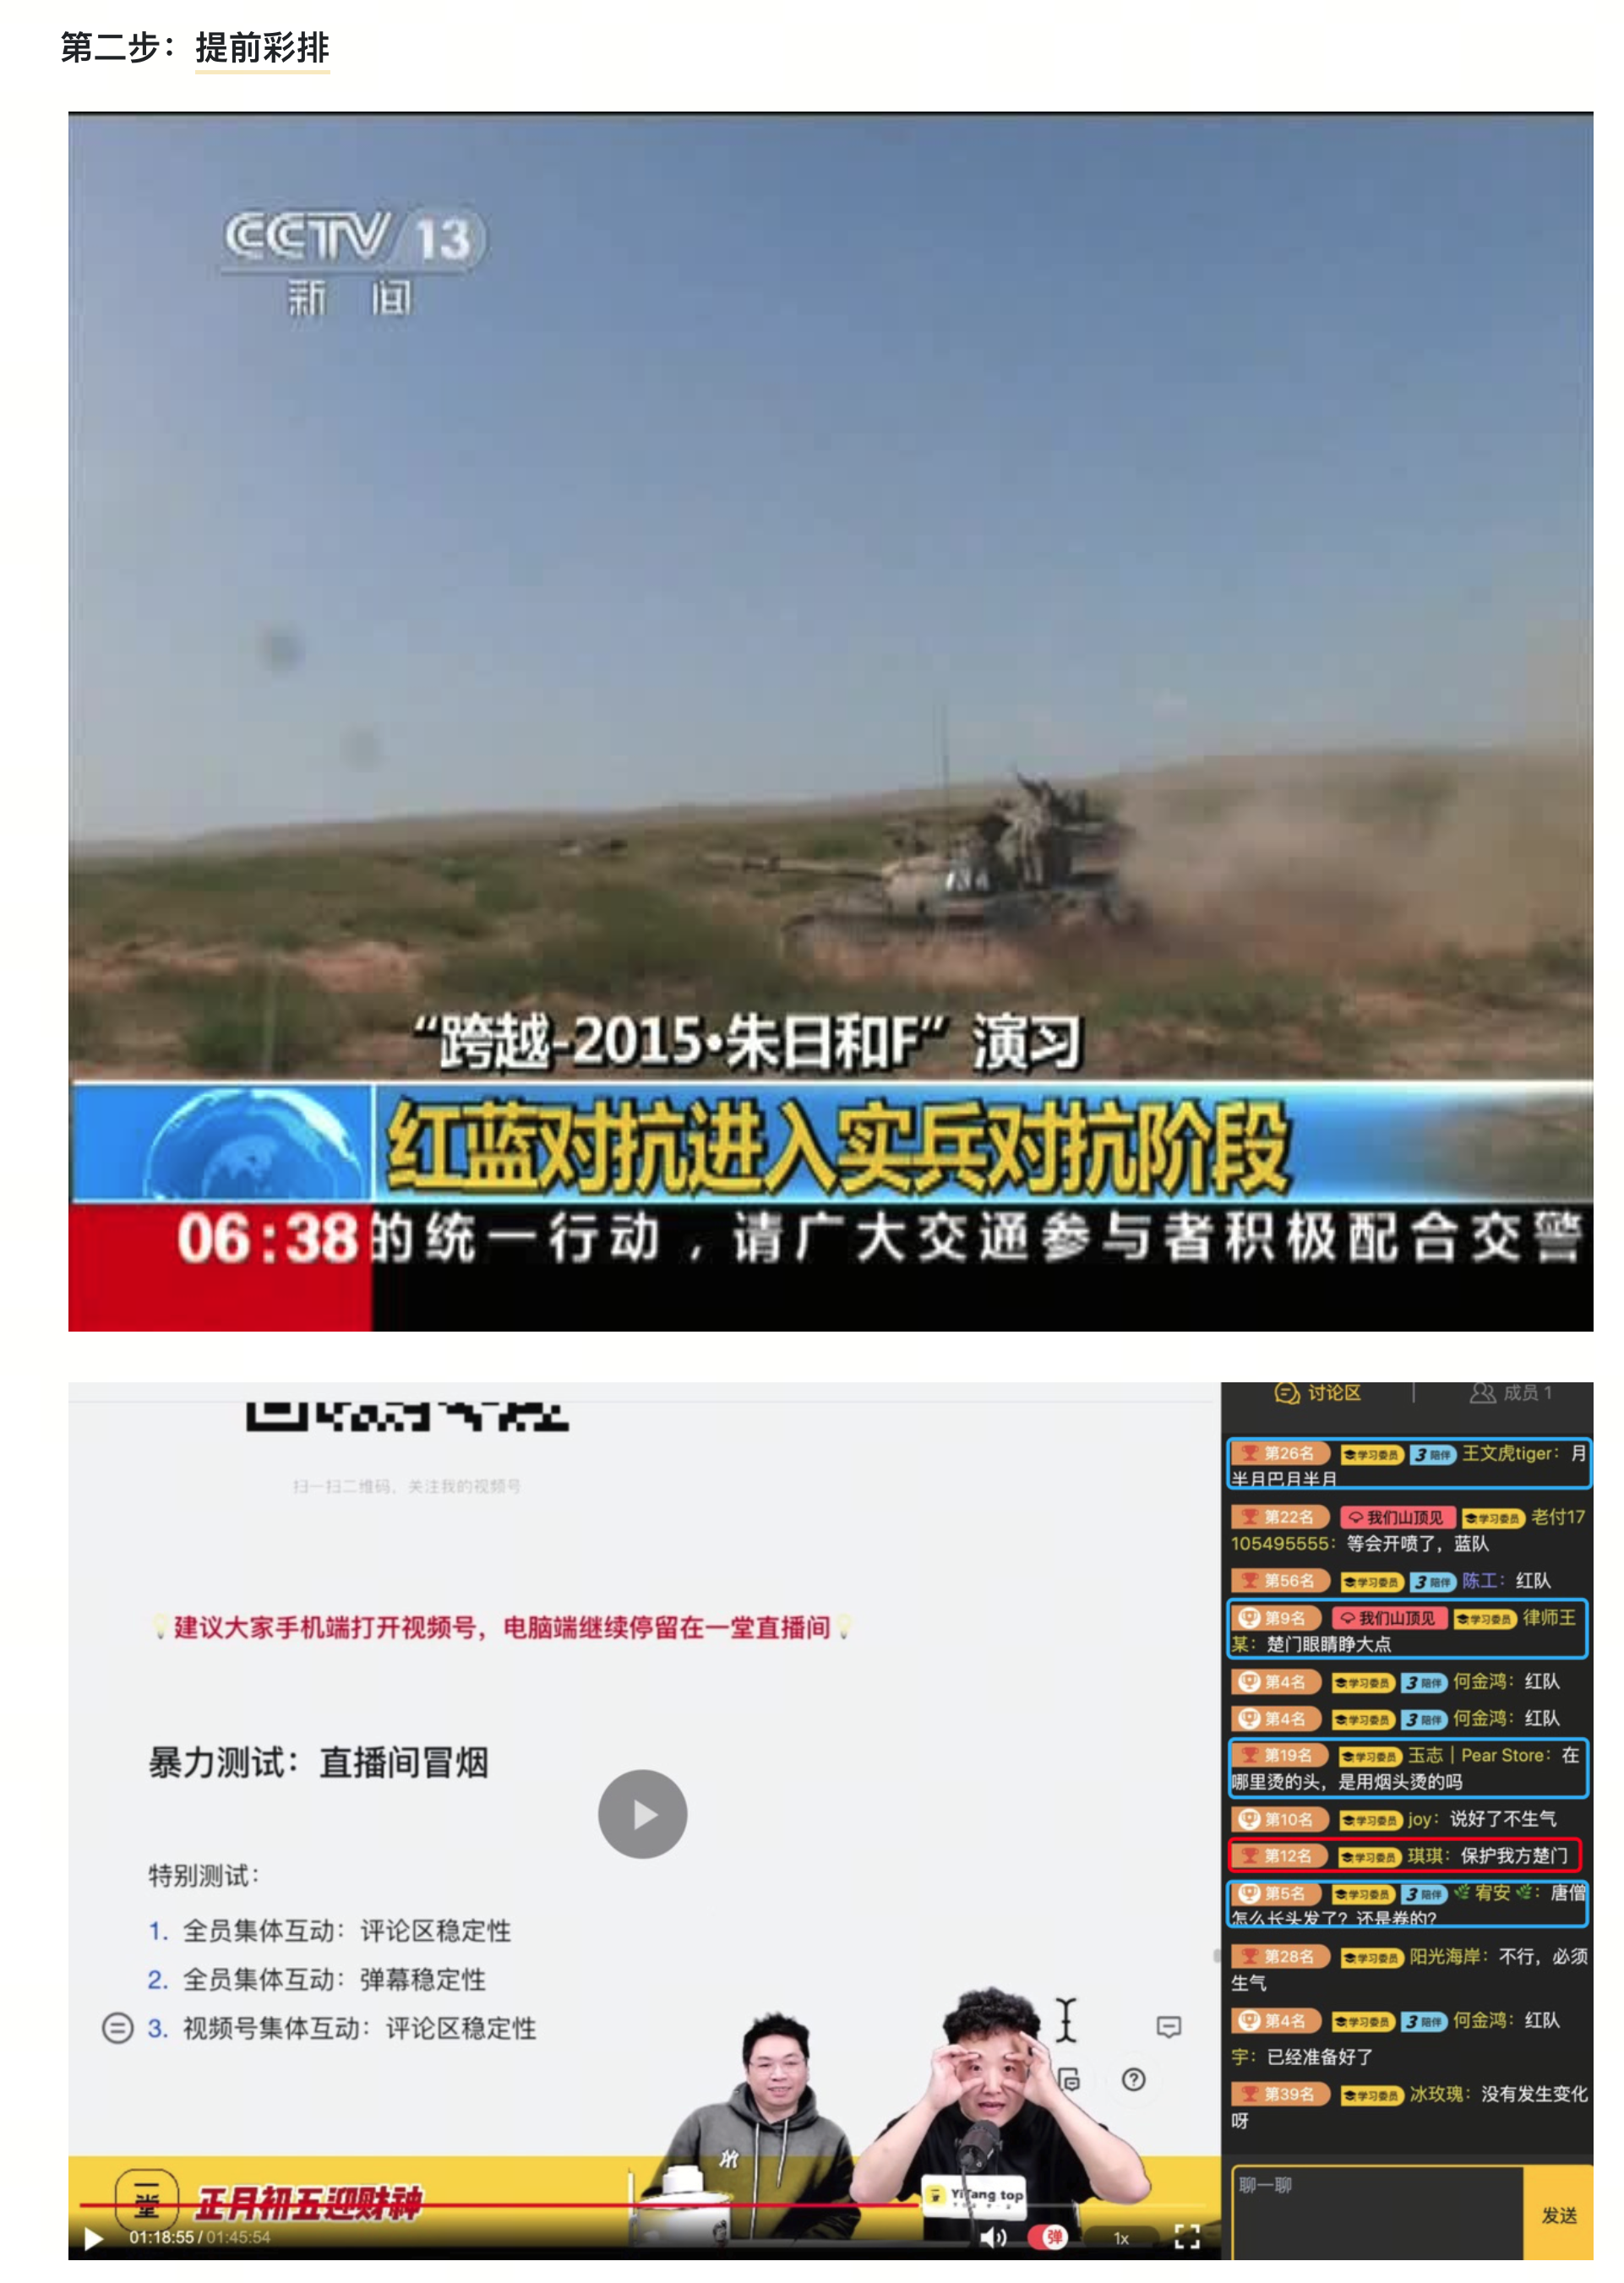 第二步：提前彩排
CCTV 13
新 闻
“跨越-2015·朱日和F”演习
红蓝对抗进入实兵对抗阶段
06:38
的统一行动，请广大交通参与者积极配合交警
扫一扫二维码，关注我的视频号
💡建议大家手机端打开视频号，电脑端继续停留在一堂直播间💡
暴力测试：直播间冒烟
特别测试：
1. 全员集体互动：评论区稳定性
2. 全员集体互动：弹幕稳定性
3. 视频号集体互动：评论区稳定性
YiTang top
一堂
正月初五迎财神
01:18:55 / 01:45:54
弹
1x
讨论区
成员 1
第26名 学习委员 3 陪伴 王文虎tiger：月
半月巴月半月
第22名 我们山顶见 学习委员 老付17
105495555：等会开喷了，蓝队
第56名 学习委员 3 陪伴 陈工：红队
第9名 我们山顶见 学习委员 律师王
某：楚门眼睛睁大点
第4名 学习委员 3 陪伴 何金鸿：红队
第4名 学习委员 3 陪伴 何金鸿：红队
第19名 学习委员 玉志｜Pear Store：在
哪里烫的头，是用烟头烫的吗
第10名 学习委员 joy：说好了不生气
第12名 学习委员 琪琪：保护我方楚门
第5名 学习委员 3 陪伴 🌿宥安🌿：唐僧
怎么长头发了？还是卷的？
第28名 学习委员 阳光海岸：不行，必须
生气
第4名 学习委员 3 陪伴 何金鸿：红队
宇：已经准备好了
第39名 学习委员 冰玫瑰：没有发生变化
呀
聊一聊
发送